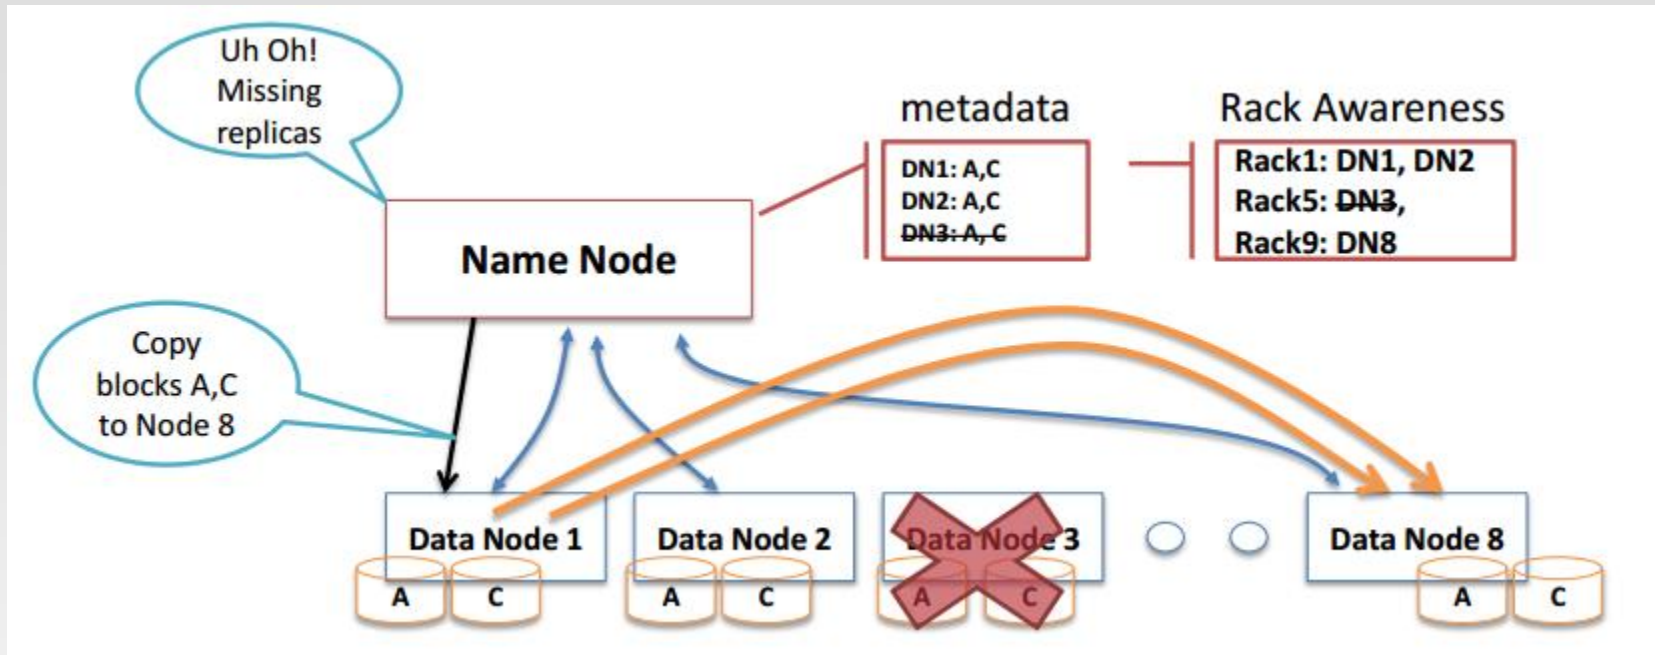 Uh Oh!
Missing
replicas
metadata
Rack Awareness
DN1: A,C
DN2: A,C
DN3: A, C
Rack1: DN1, DN2
Rack5: DN3,
Rack9: DN8
Name Node
Copy
blocks A,C
to Node 8
Data Node 1
Data Node 2
Data Node 3
Data Node 8
A
C
A
C
A
C
A
C